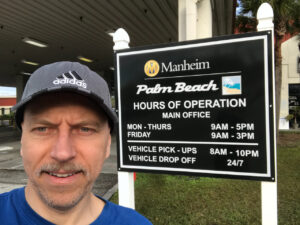 adidas
Manheim
Palm Beach
HOURS OF OPERATION
MAIN OFFICE
MON - THURS 9AM - 5PM
FRIDAY 9AM - 3PM
VEHICLE PICK - UPS 8AM - 10PM
VEHICLE DROP OFF 24/7